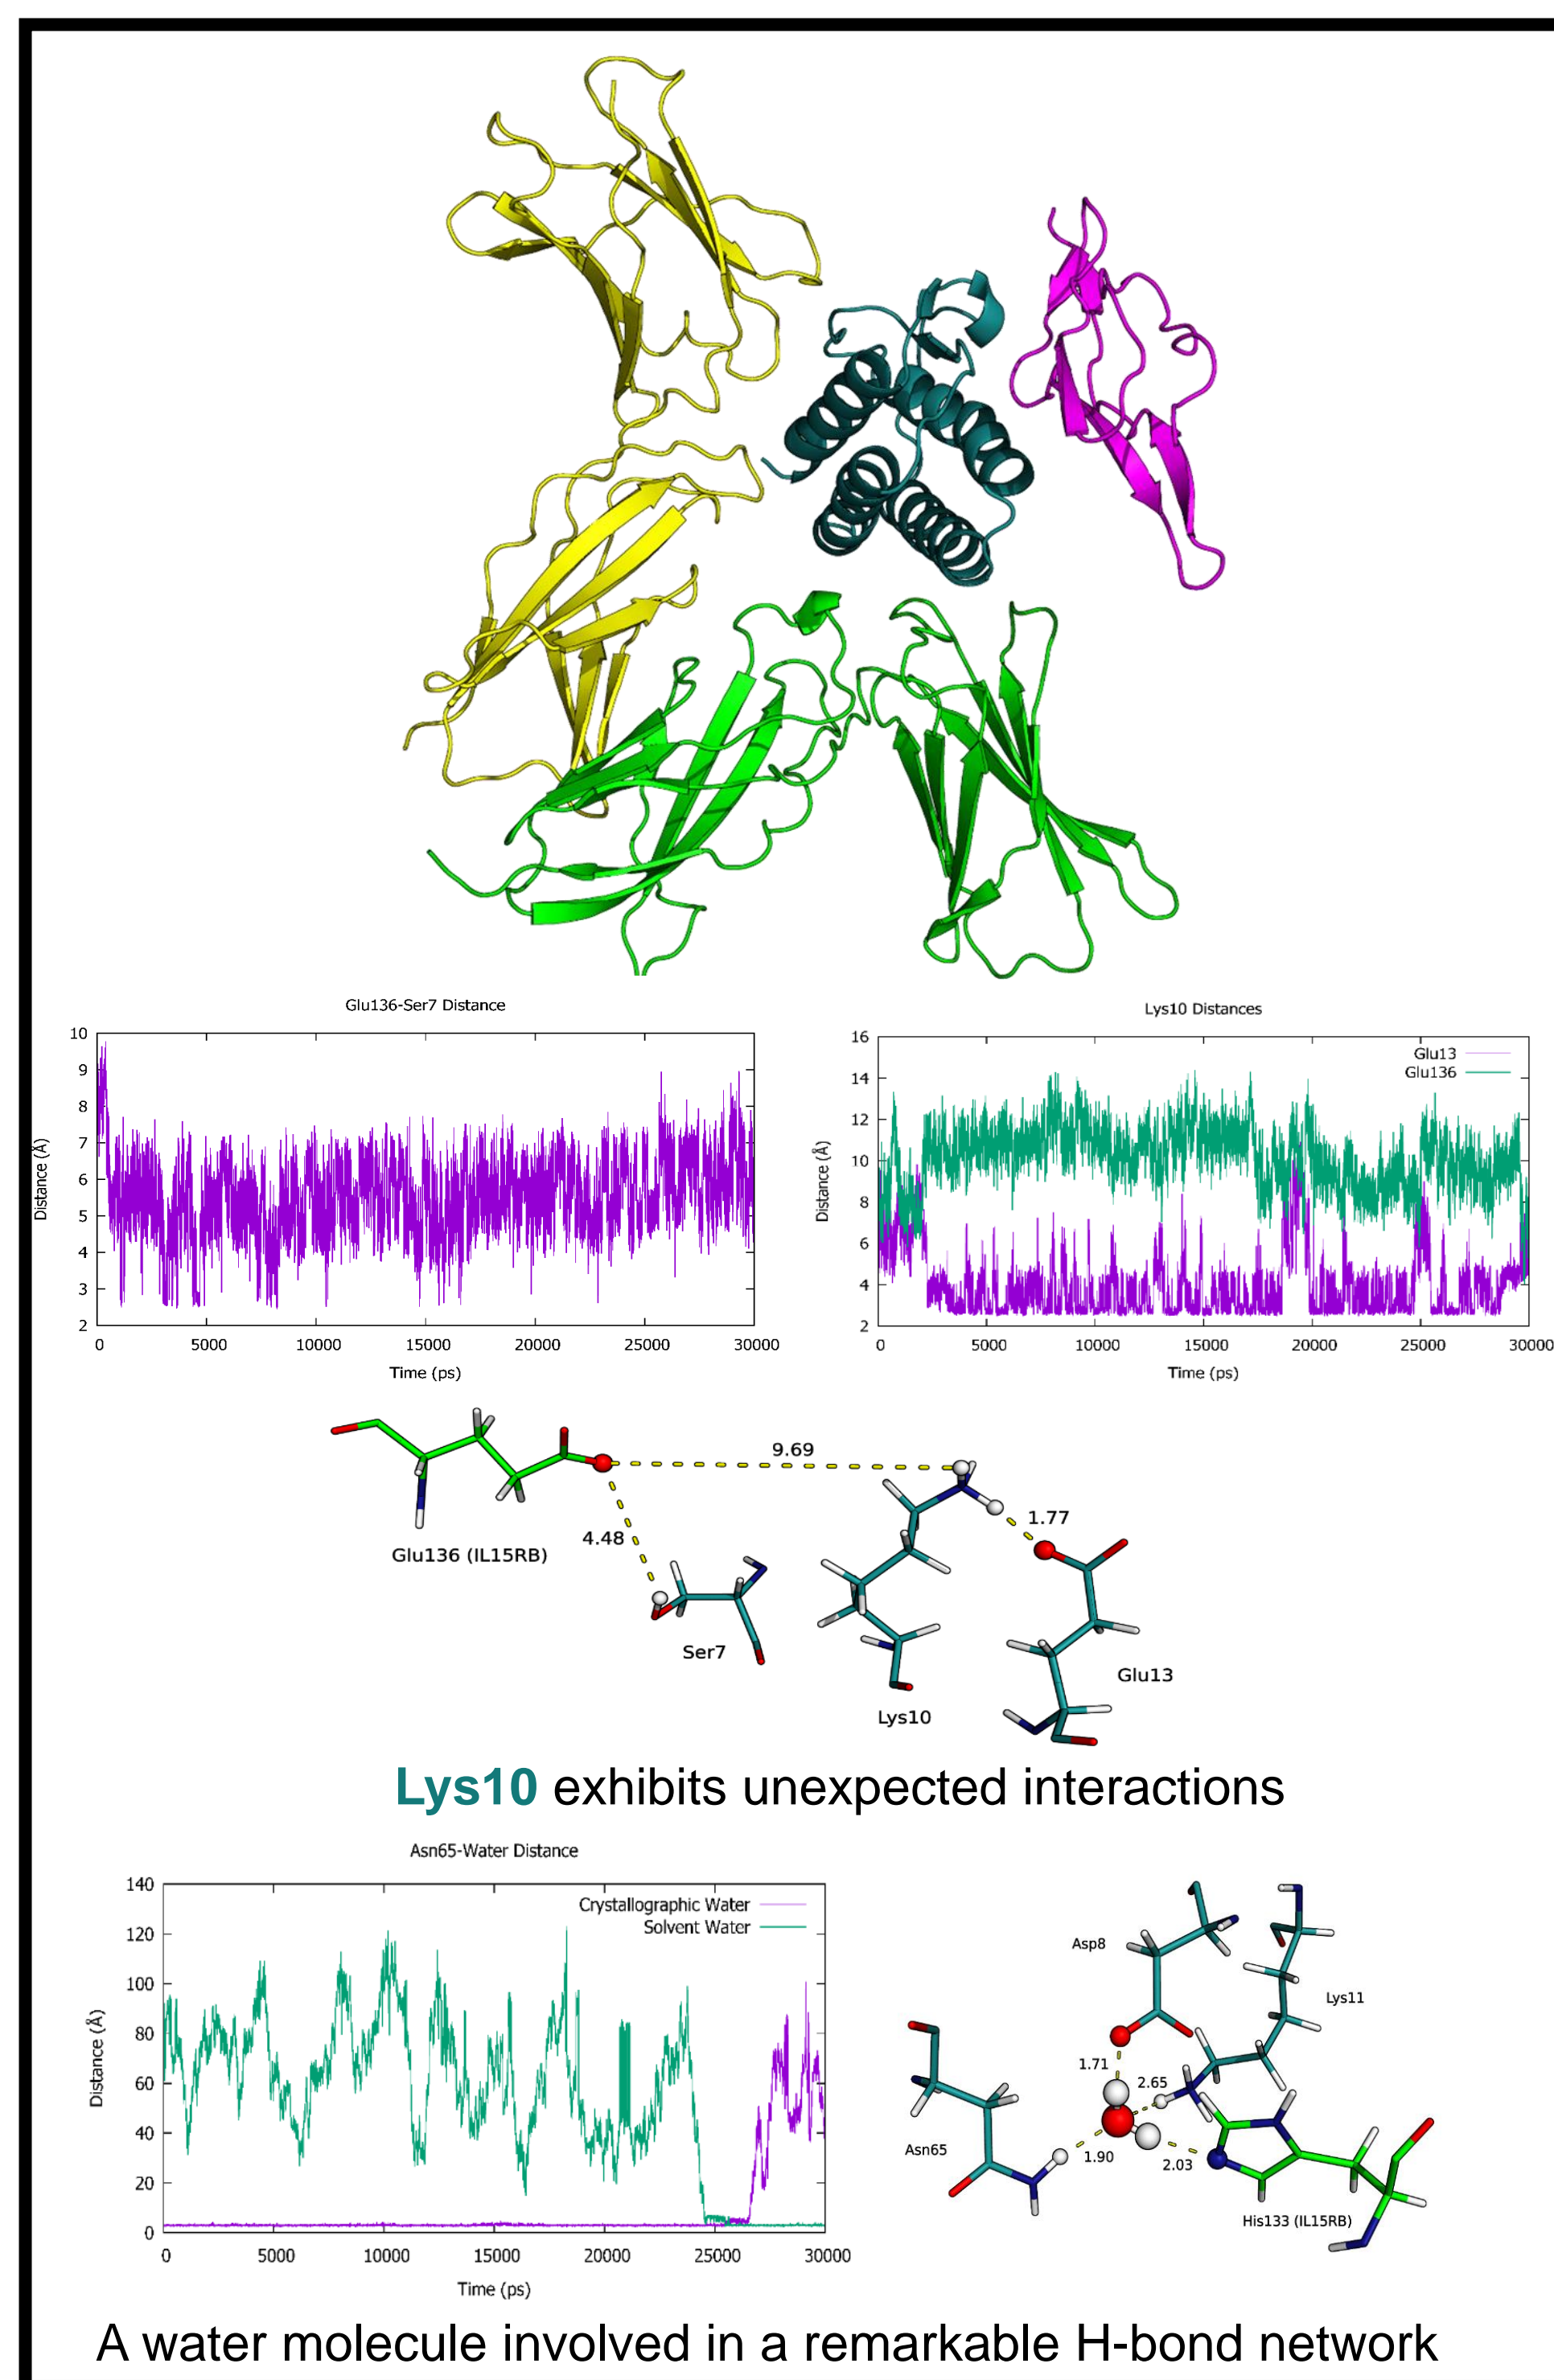 Glu136-Ser7 Distance
10
9
8
7
6
5
4
3
2
Distance (Å)
0 5000 10000 15000 20000 25000 30000
Time (ps)
Lys10 Distances
Glu13
Glu136
16
14
12
10
8
6
4
2
Distance (Å)
0 5000 10000 15000 20000 25000 30000
Time (ps)
9.69
4.48
1.77
Glu136 (IL15RB)
Ser7
Lys10
Glu13
Lys10 exhibits unexpected interactions
Asn65-Water Distance
Crystallographic Water
Solvent Water
140
120
100
80
60
40
20
0
Distance (Å)
0 5000 10000 15000 20000 25000 30000
Time (ps)
Asp8
Lys11
1.71
2.65
Asn65
1.90
2.03
His133 (IL15RB)
A water molecule involved in a remarkable H-bond network